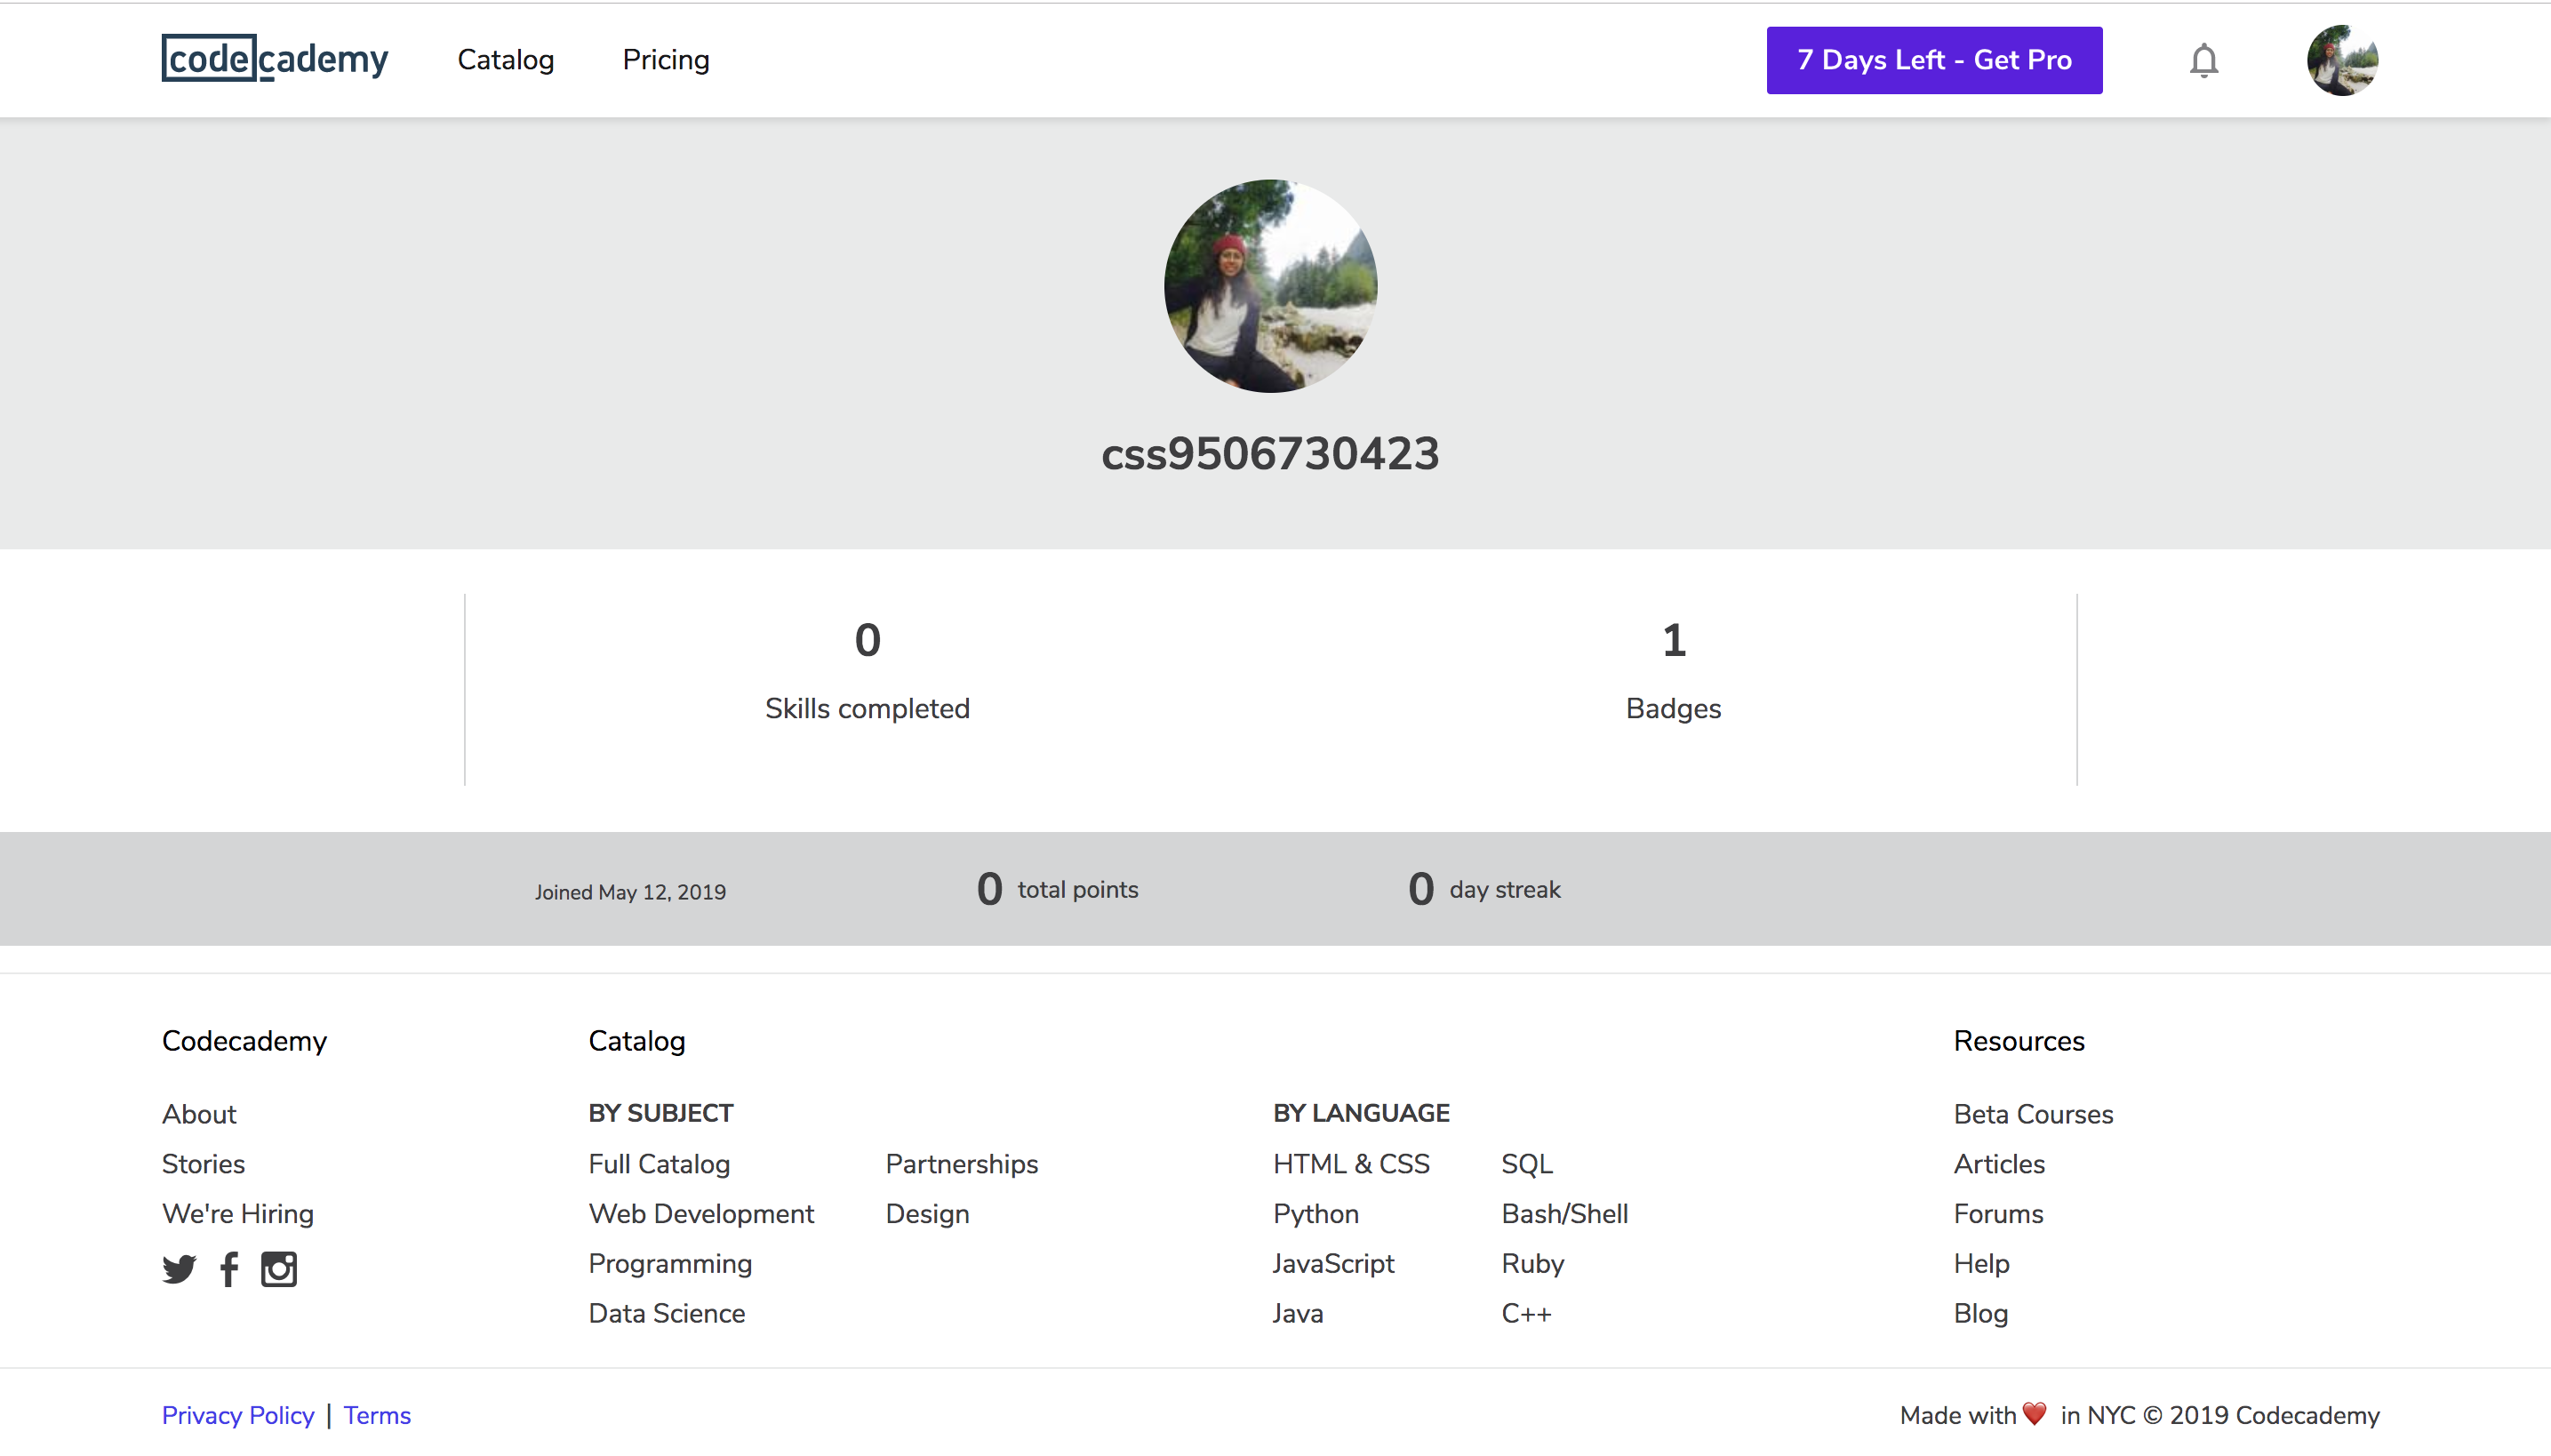 codecademy Catalog Pricing 7 Days Left - Get Pro
css9506730423
0 1
Skills completed Badges
Joined May 12, 2019 0 total points 0 day streak
Codecademy Catalog Resources
About BY SUBJECT BY LANGUAGE Beta Courses
Stories Full Catalog Partnerships HTML & CSS SQL Articles
We're Hiring Web Development Design Python Bash/Shell Forums
Programming JavaScript Ruby Help
Data Science Java C++ Blog
Privacy Policy | Terms Made with ❤️ in NYC © 2019 Codecademy